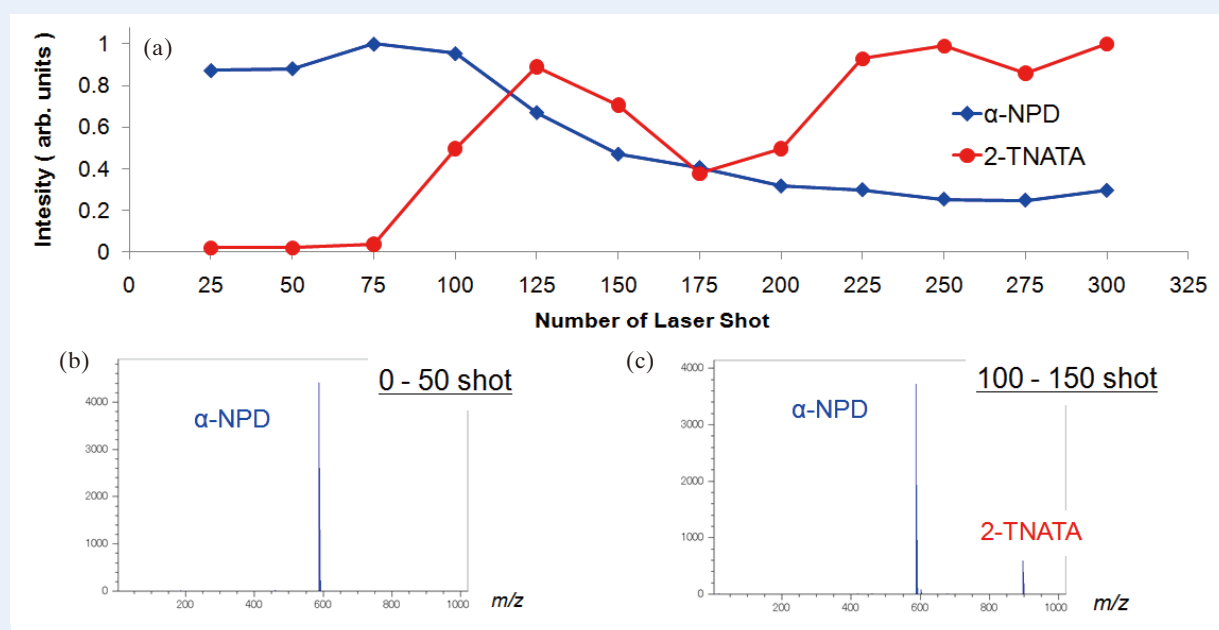 (a)
Intesity ( arb. units )
1
0.8
0.6
0.4
0.2
0
α-NPD
2-TNATA
0 25 50 75 100 125 150 175 200 225 250 275 300 325
Number of Laser Shot
(b)
0 - 50 shot
α-NPD
4000
3000
2000
1000
0
200 400 600 800 1000
m/z
(c)
100 - 150 shot
α-NPD
2-TNATA
4000
3000
2000
1000
0
200 400 600 800 1000
m/z